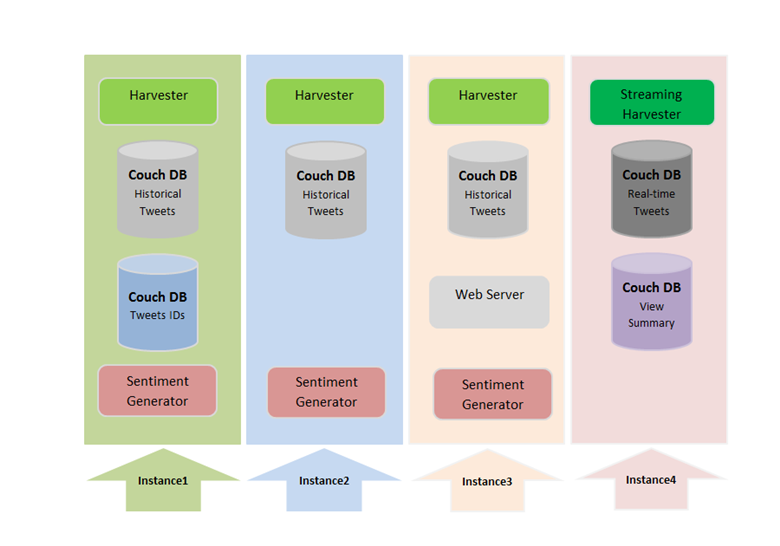 Harvester
Couch DB
Historical
Tweets
Couch DB
Tweets IDs
Sentiment
Generator
Instance1
Harvester
Couch DB
Historical
Tweets
Sentiment
Generator
Instance2
Harvester
Couch DB
Historical
Tweets
Web Server
Sentiment
Generator
Instance3
Streaming
Harvester
Couch DB
Real-time
Tweets
Couch DB
View
Summary
Instance4